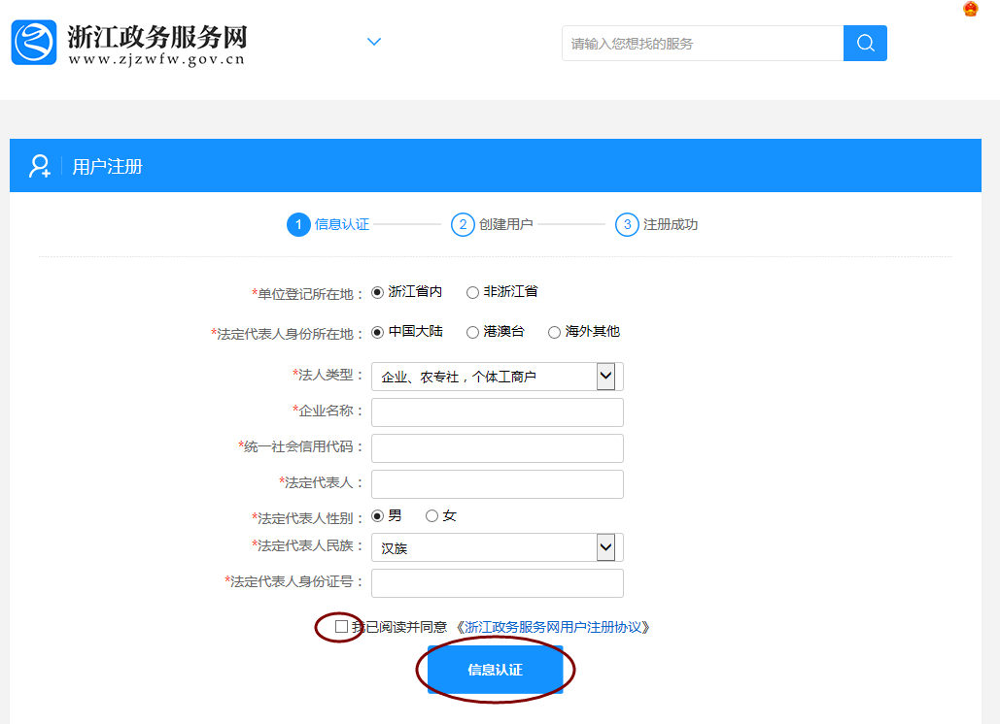 浙江政务服务网
www.zjzwfw.gov.cn
请输入您想找的服务
用户注册
1 信息认证 2 创建用户 3 注册成功
*单位登记所在地： 浙江省内 非浙江省
*法定代表人身份所在地： 中国大陆 港澳台 海外其他
*法人类型： 企业、农专社，个体工商户
*企业名称：
*统一社会信用代码：
*法定代表人：
*法定代表人性别： 男 女
*法定代表人民族： 汉族
*法定代表人身份证号：
我已阅读并同意 《浙江政务服务网用户注册协议》
信息认证